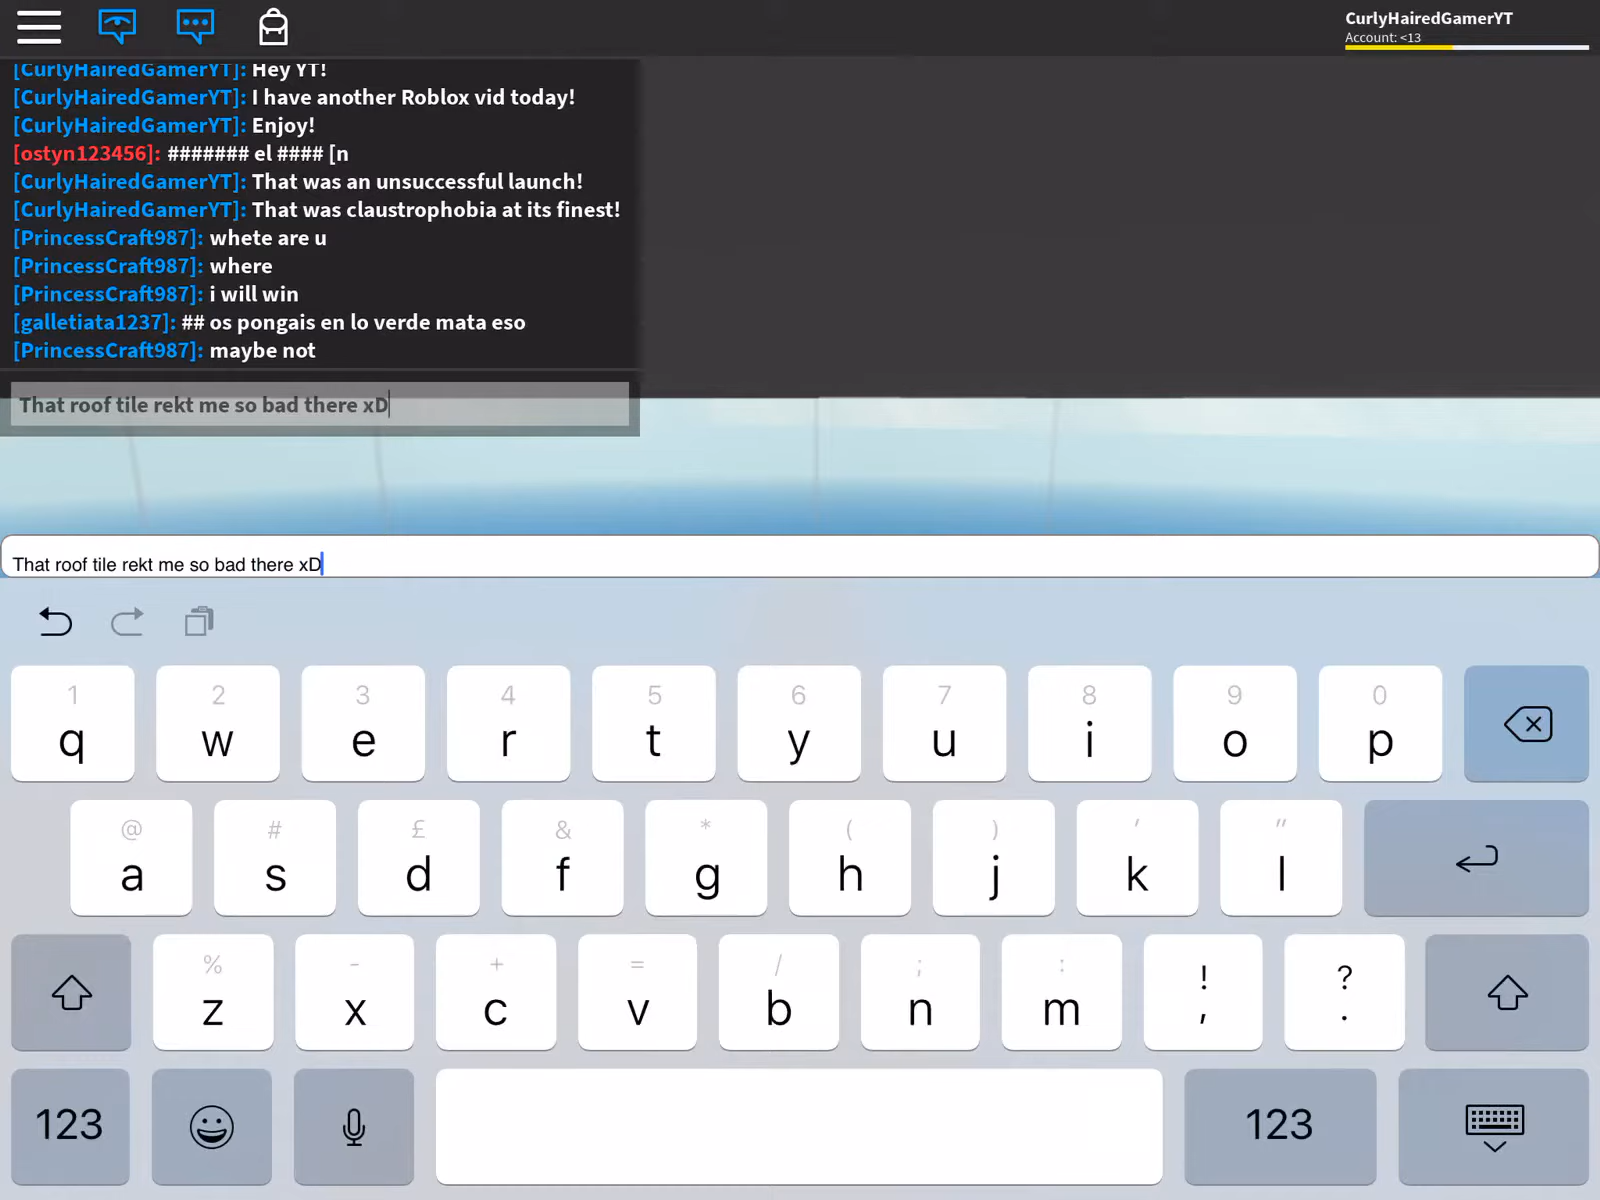 CurlyHairedGamerYT
Account: <13
[CurlyHairedGamerYT]: Hey YT!
[CurlyHairedGamerYT]: I have another Roblox vid today!
[CurlyHairedGamerYT]: Enjoy!
[ostyn123456]: ####### el #### [n
[CurlyHairedGamerYT]: That was an unsuccessful launch!
[CurlyHairedGamerYT]: That was claustrophobia at its finest!
[PrincessCraft987]: whete are u
[PrincessCraft987]: where
[PrincessCraft987]: i will win
[galletiata1237]: ## os pongais en lo verde mata eso
[PrincessCraft987]: maybe not
That roof tile rekt me so bad there xD
That roof tile rekt me so bad there xD
1 2 3 4 5 6 7 8 9 0
q w e r t y u i o p
@ # £ & * ( ) ' "
a s d f g h j k l
% - + = / ; : ! ?
z x c v b n m , .
123 123